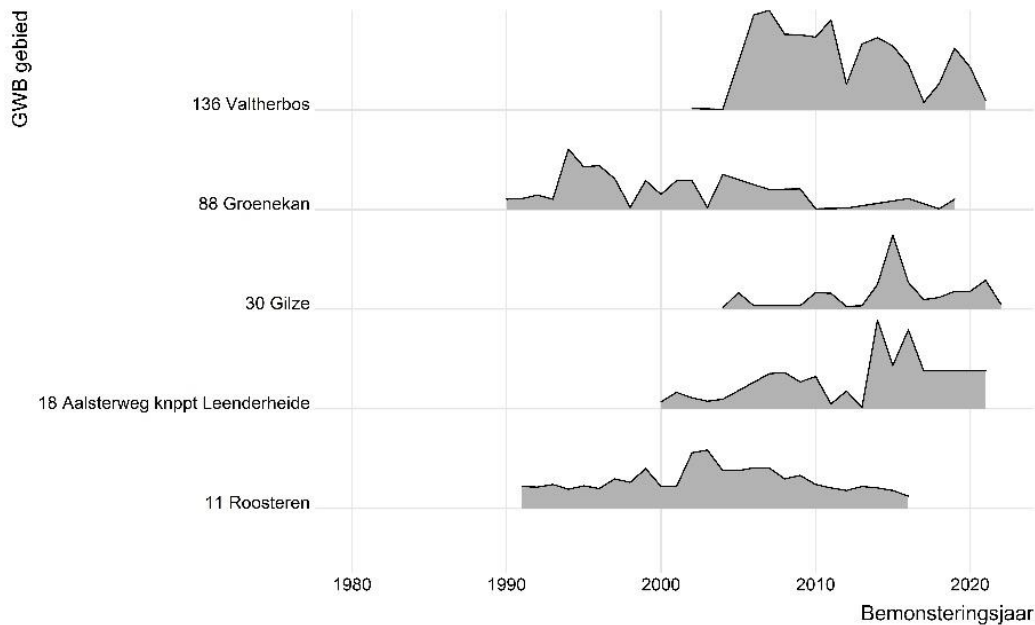 GWB gebied
136 Valtherbos
88 Groenekan
30 Gilze
18 Aalsterweg knppt Leenderheide
11 Roosteren
1980 1990 2000 2010 2020
Bemonsteringsjaar